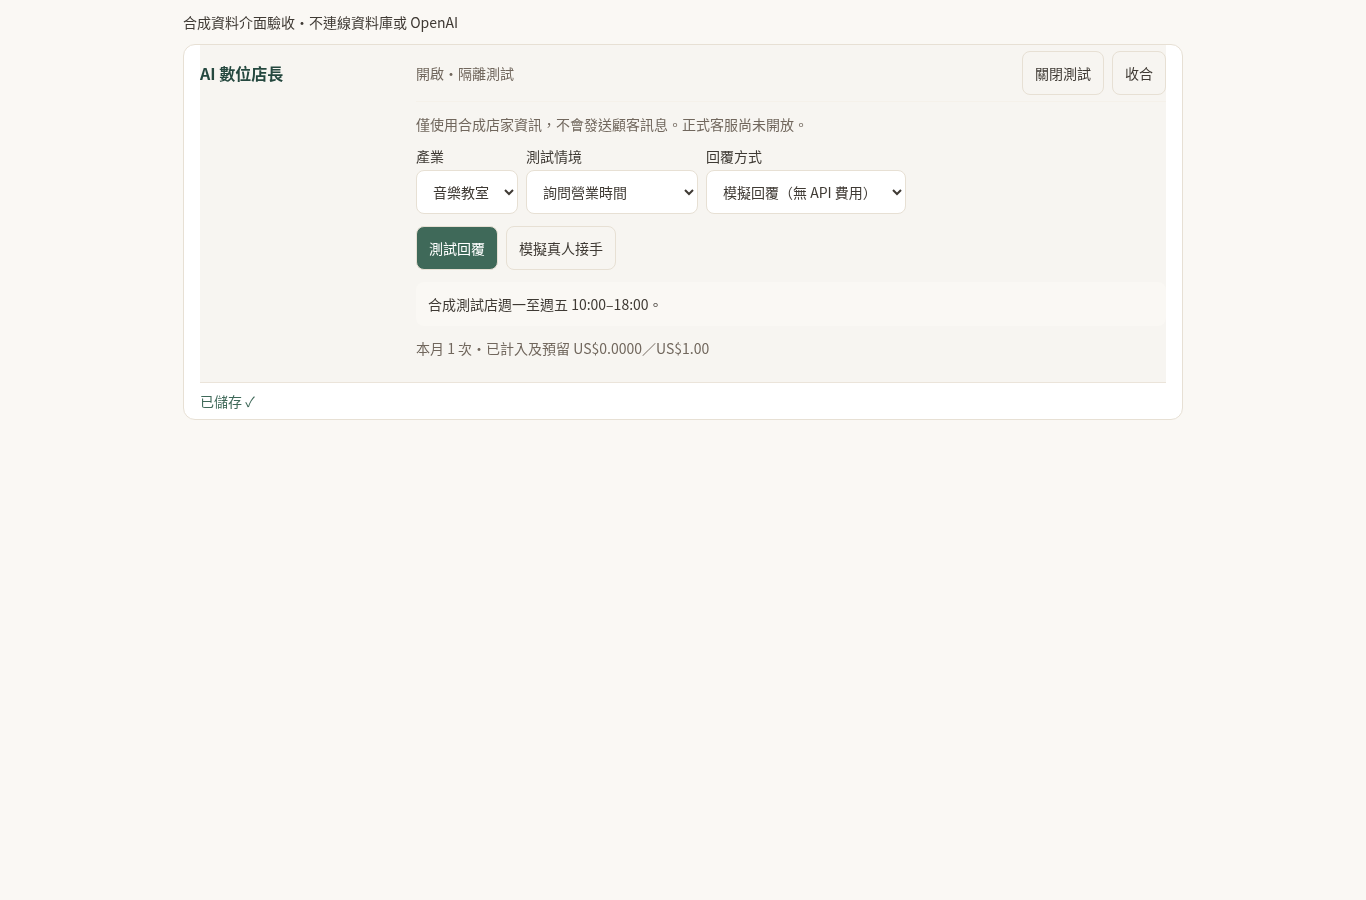 合成資料介面驗收・不連線資料庫或 OpenAI
AI 數位店長
開啟・隔離測試
關閉測試
收合
僅使用合成店家資訊，不會發送顧客訊息。正式客服尚未開放。
產業
測試情境
回覆方式
音樂教室
詢問營業時間
模擬回覆（無 API 費用）
測試回覆
模擬真人接手
合成測試店週一至週五 10:00–18:00。
本月 1 次・已計入及預留 US$0.0000／US$1.00
已儲存 ✓